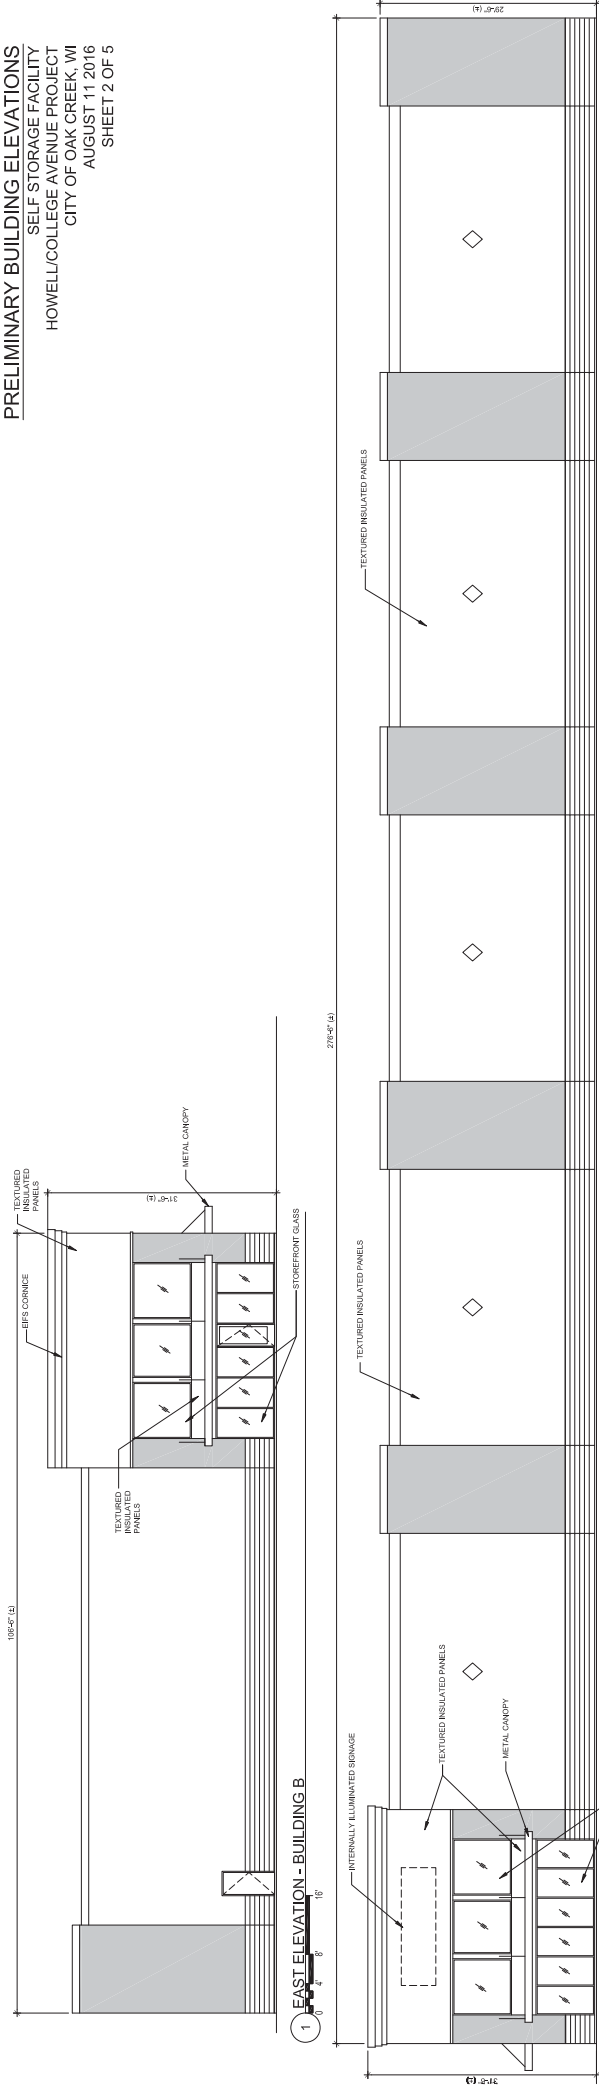 PRELIMINARY BUILDING ELEVATIONS
SELF STORAGE FACILITY
HOWELL/COLLEGE AVENUE PROJECT
CITY OF OAK CREEK, WI
AUGUST 11 2016
SHEET 2 OF 5
106'-6" (±)
EIFS CORNICE
TEXTURED
INSULATED
PANELS
31'-6" (±)
METAL CANOPY
TEXTURED
INSULATED
PANELS
STOREFRONT GLASS
1
EAST ELEVATION - BUILDING B
0 4' 8' 16'
276'-6" (±)
INTERNALLY ILLUMINATED SIGNAGE
TEXTURED INSULATED PANELS
METAL CANOPY
TEXTURED INSULATED PANELS
TEXTURED INSULATED PANELS
29'-6" (±)
31'-6" (±)